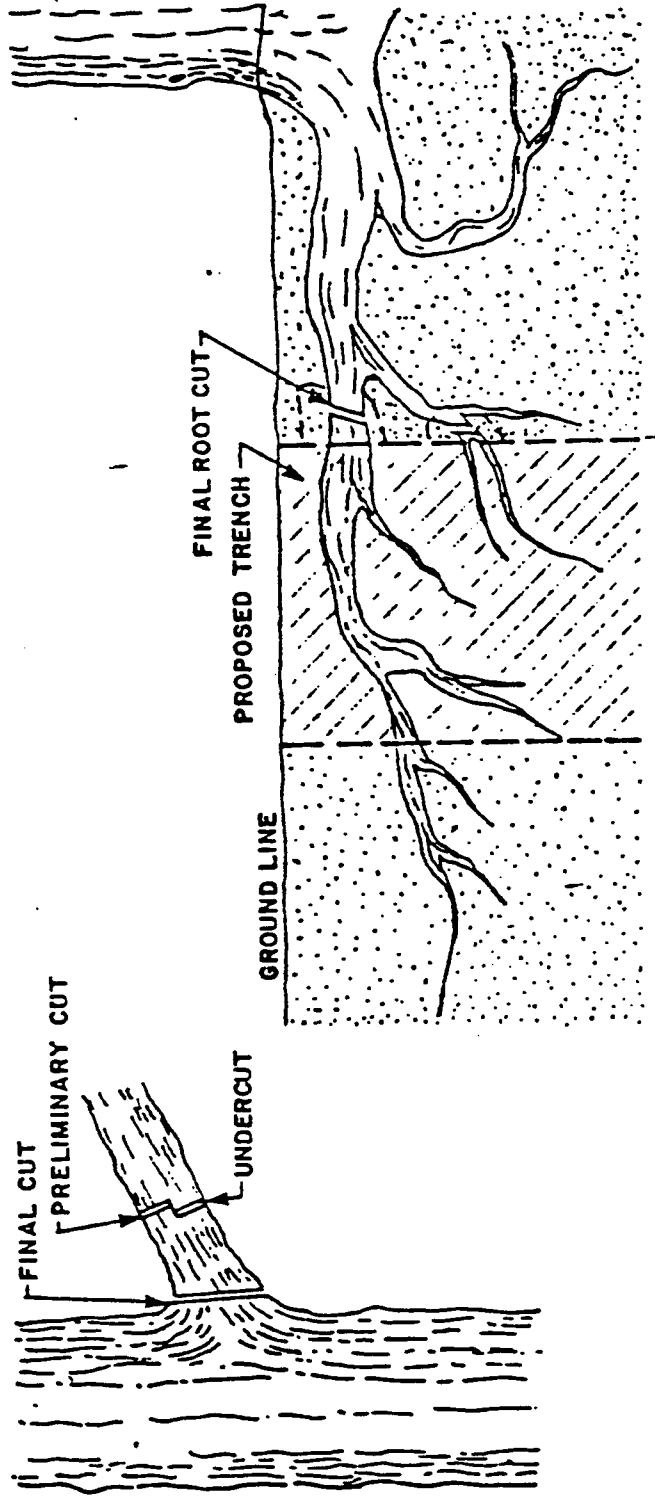 FINAL CUT
PRELIMINARY CUT
UNDERCUT
GROUND LINE
PROPOSED TRENCH
FINAL ROOT CUT